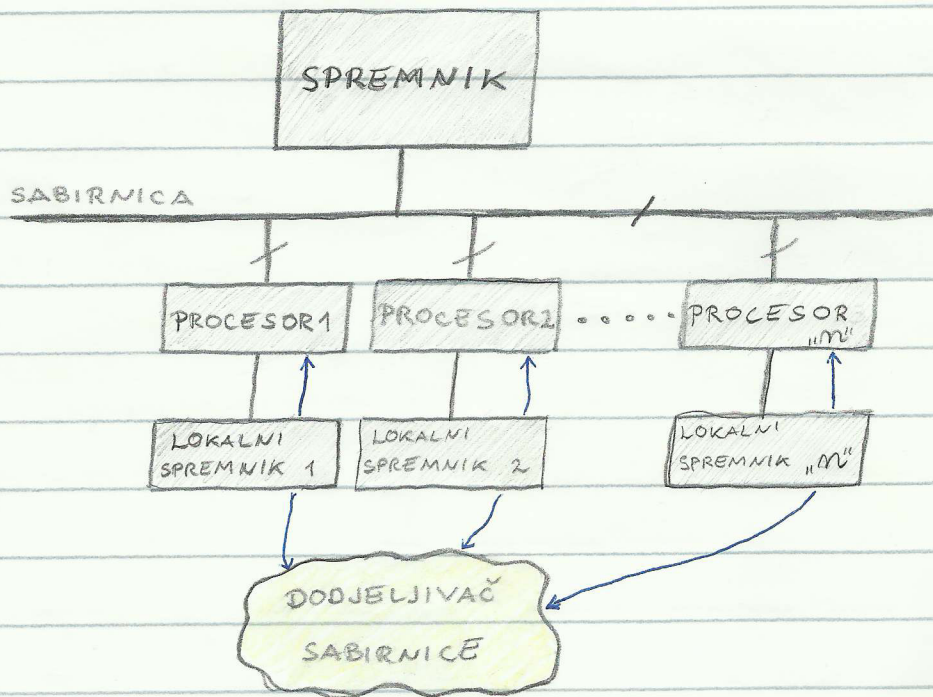 SPREMNIK
SABIRNICA
PROCESOR1
PROCESOR2
PROCESOR
"n"
LOKALNI
SPREMNIK 1
LOKALNI
SPREMNIK 2
LOKALNI
SPREMNIK „n"
DODJELJIVAČ
SABIRNICE